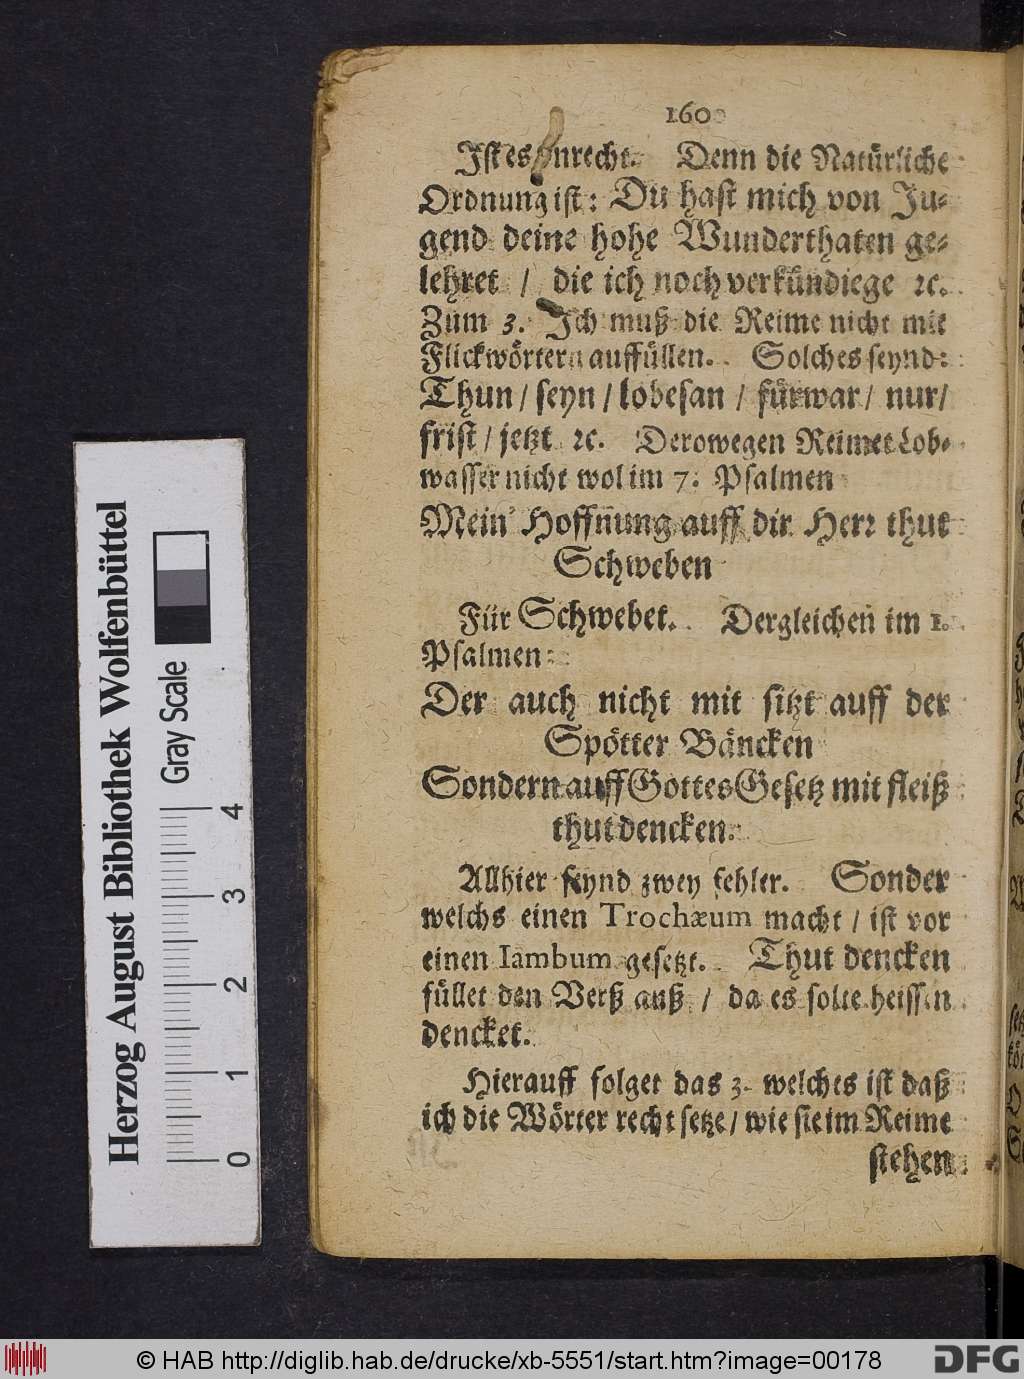 160
Ist es unrecht. Denn die Natürliche
Ordnung ist: Du hast mich von Ju-
gend deine hohe Wunderthaten ge-
lehret / die ich noch verkündiege ꝛc.
Zum 3. Ich muß die Reime nicht mit
Flickwörtern auffüllen. Solches seynd:
Thun / seyn / lobesan / fürwar / nur /
frist / jetzt ꝛc. Derowegen Reimet Lob-
wasser nicht wol im 7. Psalmen
Mein' Hoffnung auff dir Herr thut
Schweben
Für Schwebet. Dergleichen im 1.
Psalmen:
Der auch nicht mit sitzt auff der
Spötter Bäncken
Sondern auff Gottes Gesetz mit fleiß
thut dencken.
Allhier seynd zwey fehler. Sonder
welchs einen Trochæum macht / ist vor
einen Iambum gesetzt. Thut dencken
füllet den Verß auß / da es solte heissen
dencket.
Hierauff folget das 3. welches ist daß
ich die Wörter recht setze / wie sie im Reime
stehen
Herzog August Bibliothek Wolfenbüttel
Gray Scale
0 1 2 3 4
© HAB http://diglib.hab.de/drucke/xb-5551/start.htm?image=00178
DFG